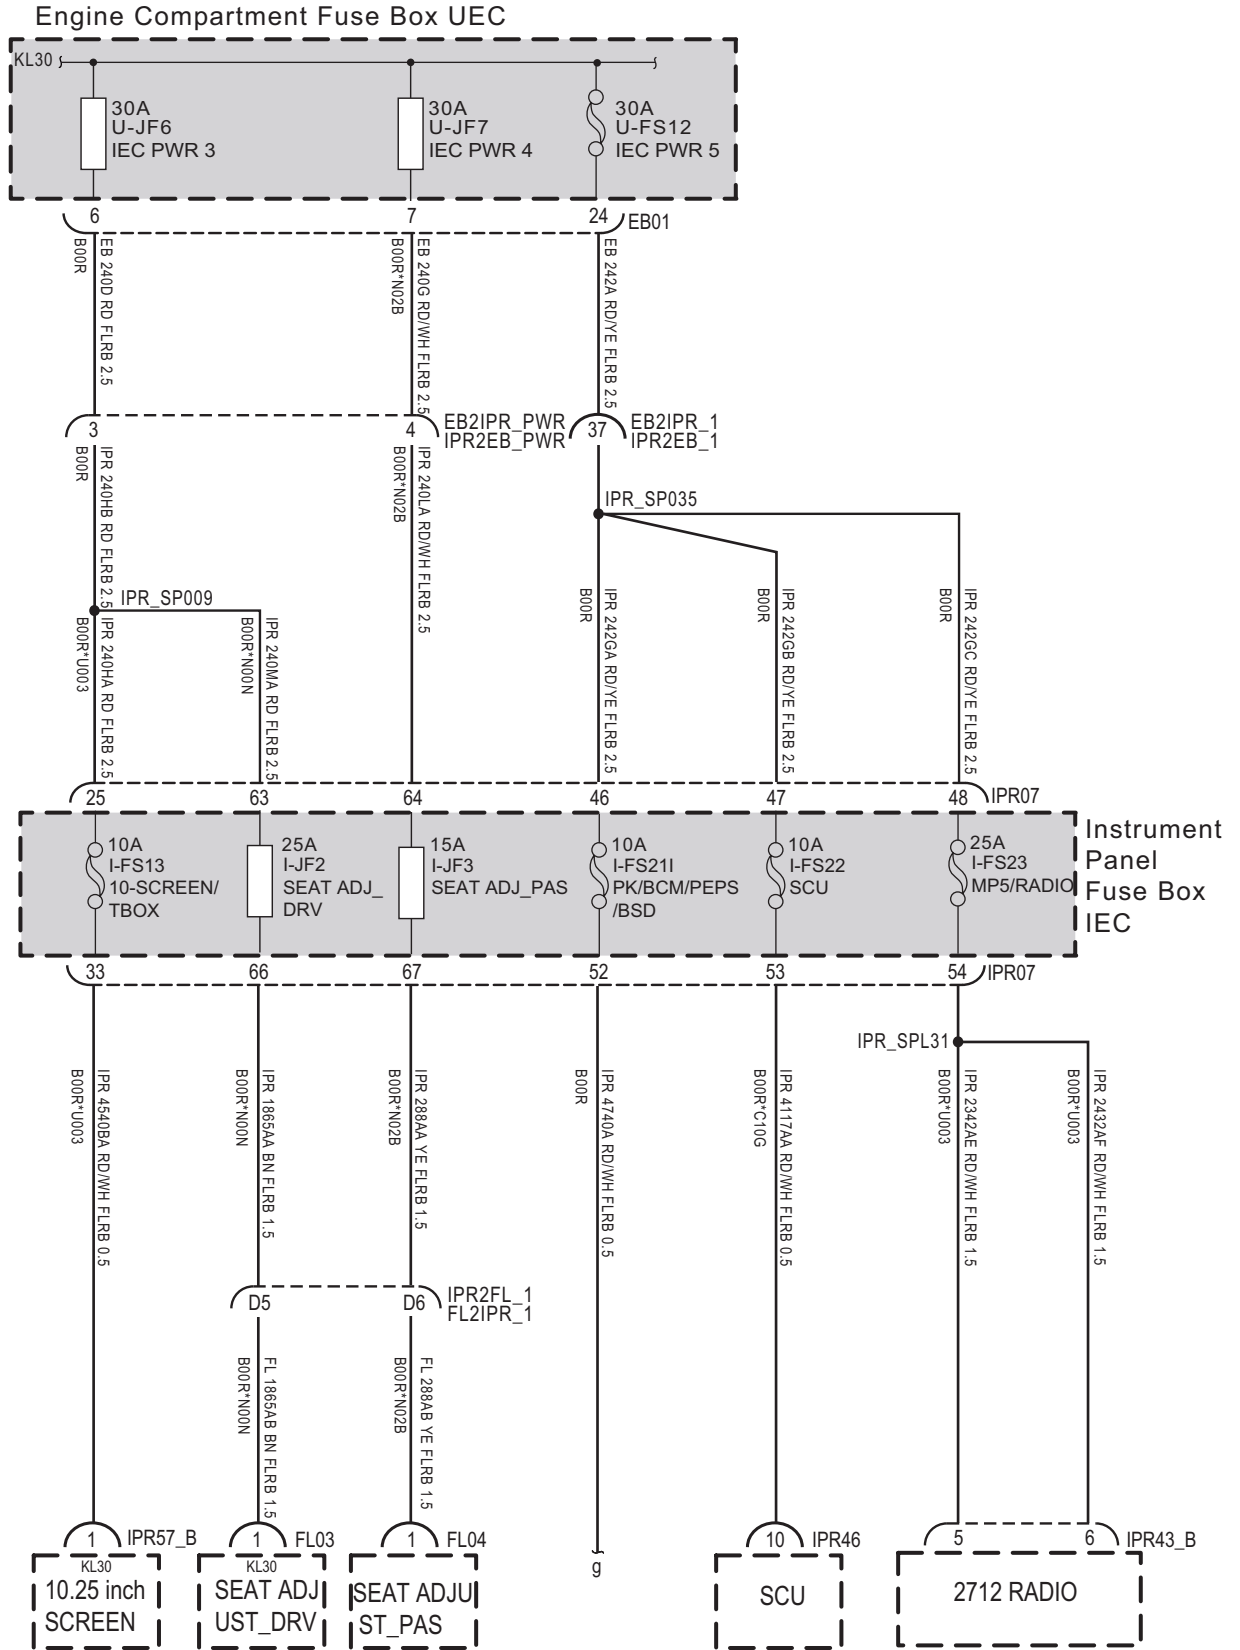 Engine Compartment Fuse Box UEC
KL30
30A
U-JF6
IEC PWR 3
30A
U-JF7
IEC PWR 4
30A
U-FS12
IEC PWR 5
6
7
24
EB01
EB 240D RD FLRB 2.5
B00R
EB 240G RD/WH FLRB 2.5
B00R*N02B
EB 242A RD/YE FLRB 2.5
3
4
EB2IPR_PWR
IPR2EB_PWR
37
EB2IPR_1
IPR2EB_1
IPR 240HB RD FLRB 2.5
B00R
IPR 240LA RD/WH FLRB 2.5
B00R*N02B
IPR_SP035
IPR_SP009
IPR 240HA RD FLRB 2.5
B00R*U003
IPR 240MA RD FLRB 2.5
B00R*N00N
IPR 242GA RD/YE FLRB 2.5
B00R
IPR 242GB RD/YE FLRB 2.5
B00R
IPR 242GC RD/YE FLRB 2.5
B00R
25
63
64
46
47
48
IPR07
10A
I-FS13
10-SCREEN/
TBOX
25A
I-JF2
SEAT ADJ_
DRV
15A
I-JF3
SEAT ADJ_PAS
10A
I-FS21I
PK/BCM/PEPS
/BSD
10A
I-FS22
SCU
25A
I-FS23
MP5/RADIO
Instrument
Panel
Fuse Box
IEC
33
66
67
52
53
54
IPR07
IPR_SPL31
IPR 4540BA RD/WH FLRB 0.5
B00R*U003
IPR 1865AA BN FLRB 1.5
B00R*N00N
IPR 288AA YE FLRB 1.5
B00R*N02B
IPR 4740A RD/WH FLRB 0.5
B00R
IPR 4117AA RD/WH FLRB 0.5
B00R*C10G
IPR 2342AE RD/WH FLRB 1.5
B00R*U003
IPR 2432AF RD/WH FLRB 1.5
B00R*U003
D5
D6
IPR2FL_1
FL2IPR_1
FL 1865AB BN FLRB 1.5
B00R*N00N
FL 288AB YE FLRB 1.5
B00R*N02B
1
IPR57_B
1
FL03
1
FL04
g
10
IPR46
5
6
IPR43_B
KL30
10.25 inch
SCREEN
KL30
SEAT ADJ
UST_DRV
SEAT ADJU
ST_PAS
SCU
2712 RADIO